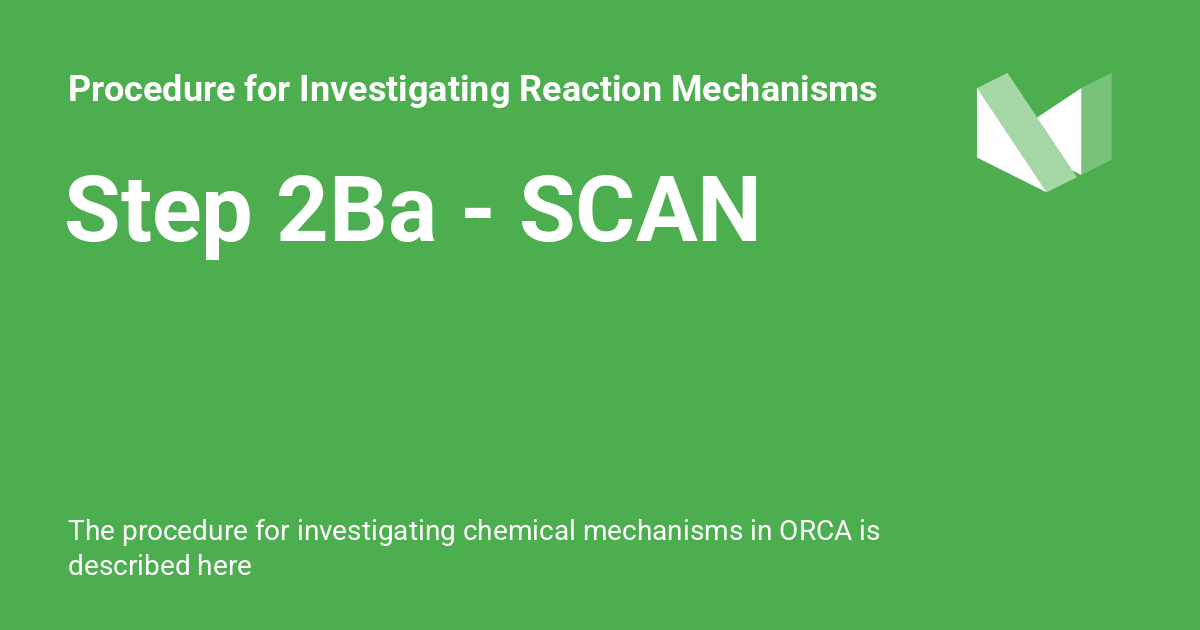 Procedure for Investigating Reaction Mechanisms
Step 2Ba - SCAN
The procedure for investigating chemical mechanisms in ORCA is
described here